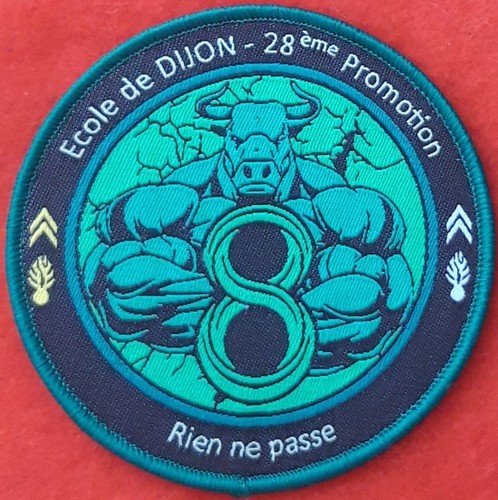 Ecole de DIJON - 28ème Promotion
8
Rien ne passe